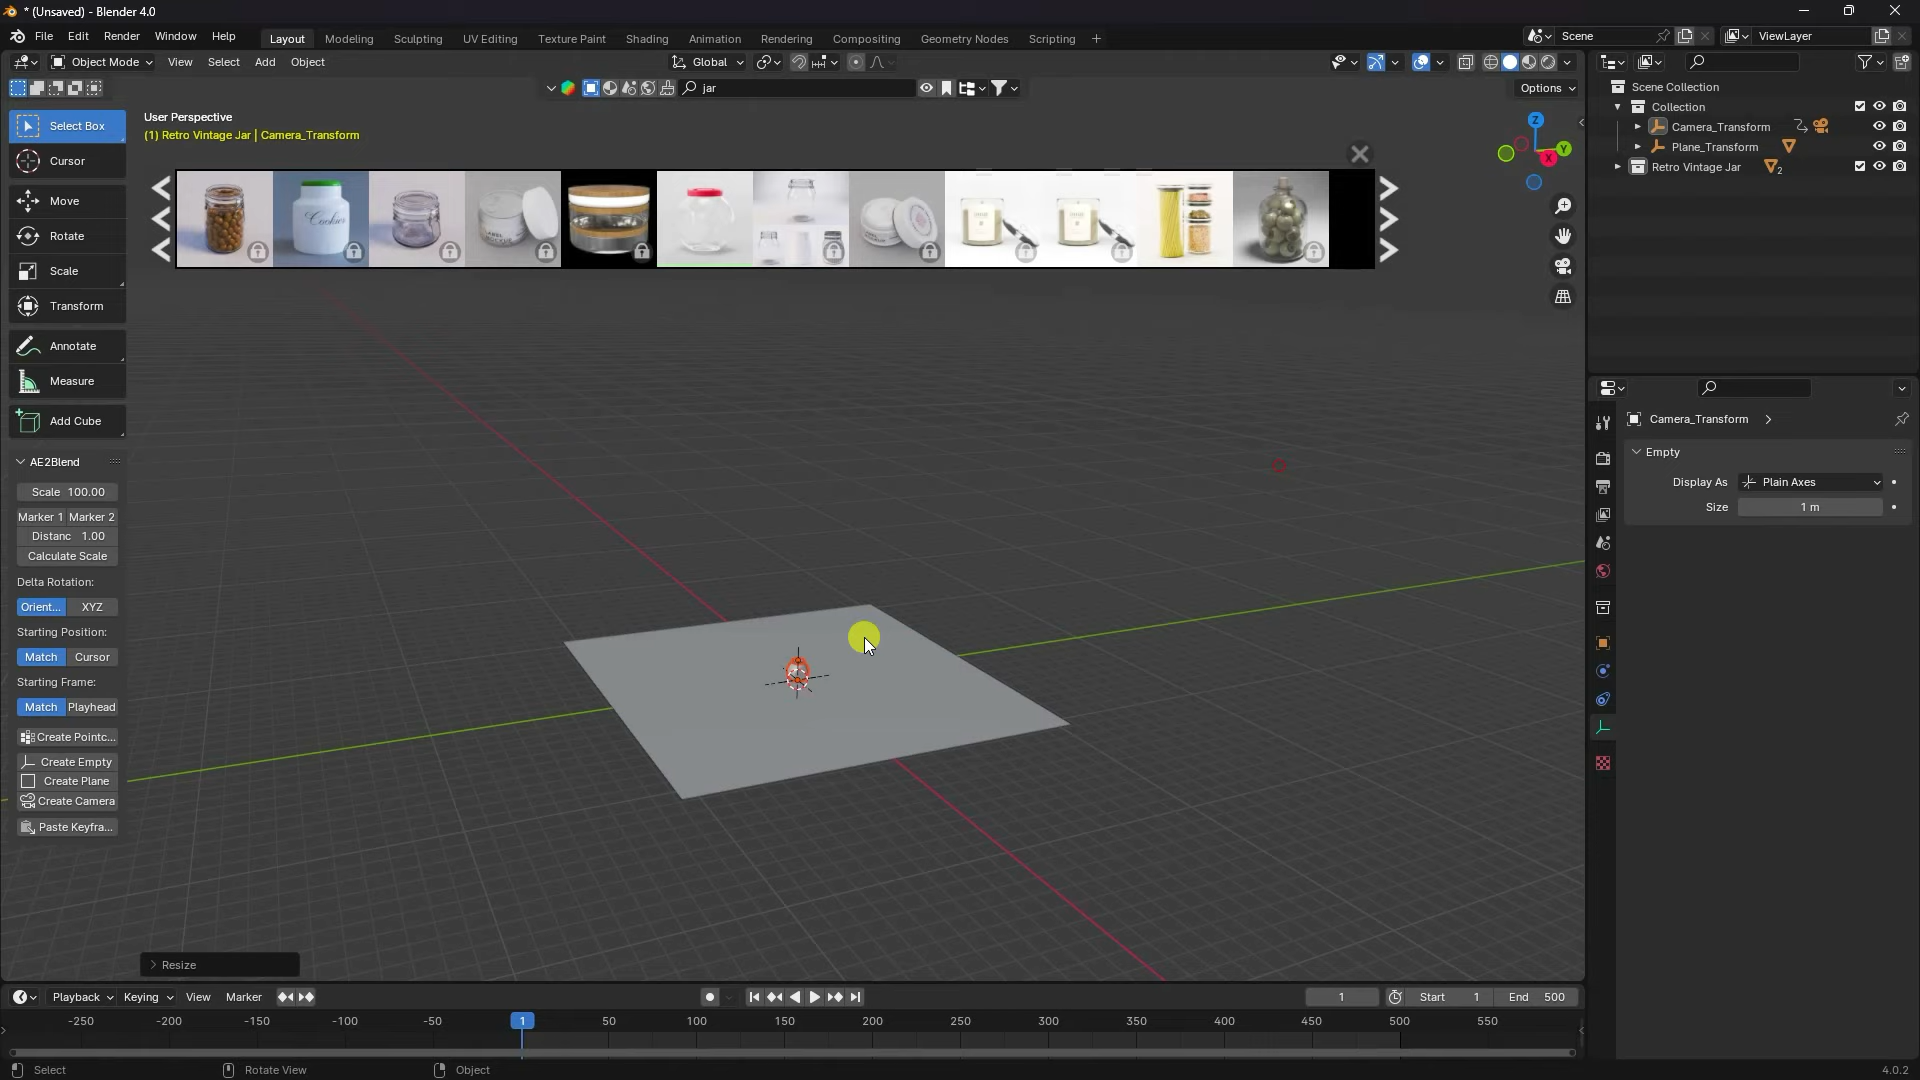 * (Unsaved) - Blender 4.0
File Edit Render Window Help
Layout Modeling Sculpting UV Editing Texture Paint Shading Animation Rendering Compositing Geometry Nodes Scripting +
Scene
ViewLayer
Object Mode View Select Add Object
Global
jar
Options
User Perspective
(1) Retro Vintage Jar | Camera_Transform
Select Box
Cursor
Move
Rotate
Scale
Transform
Annotate
Measure
Add Cube
AE2Blend
Scale 100.00
Marker 1 Marker 2
Distanc 1.00
Calculate Scale
Delta Rotation:
Orient... XYZ
Starting Position:
Match Cursor
Starting Frame:
Match Playhead
Create Pointc...
Create Empty
Create Plane
Create Camera
Paste Keyfra...
Cookies
Z
Y
X
Resize
Scene Collection
Collection
Camera_Transform
Plane_Transform
Retro Vintage Jar
2
Camera_Transform
Empty
Display As Plain Axes
Size 1 m
Playback Keying View Marker
1
Start 1 End 500
-250 -200 -150 -100 -50 1 50 100 150 200 250 300 350 400 450 500 550
Select Rotate View Object
4.0.2